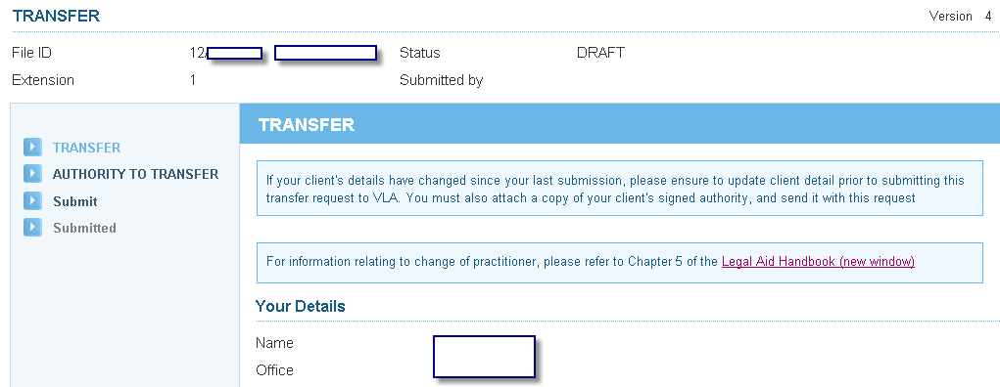 TRANSFER Version 4
File ID 12/ Status DRAFT
Extension 1 Submitted by
TRANSFER
AUTHORITY TO TRANSFER
Submit
Submitted
TRANSFER
If your client's details have changed since your last submission, please ensure to update client detail prior to submitting this
transfer request to VLA. You must also attach a copy of your client's signed authority, and send it with this request
For information relating to change of practitioner, please refer to Chapter 5 of the Legal Aid Handbook (new window)
Your Details
Name
Office